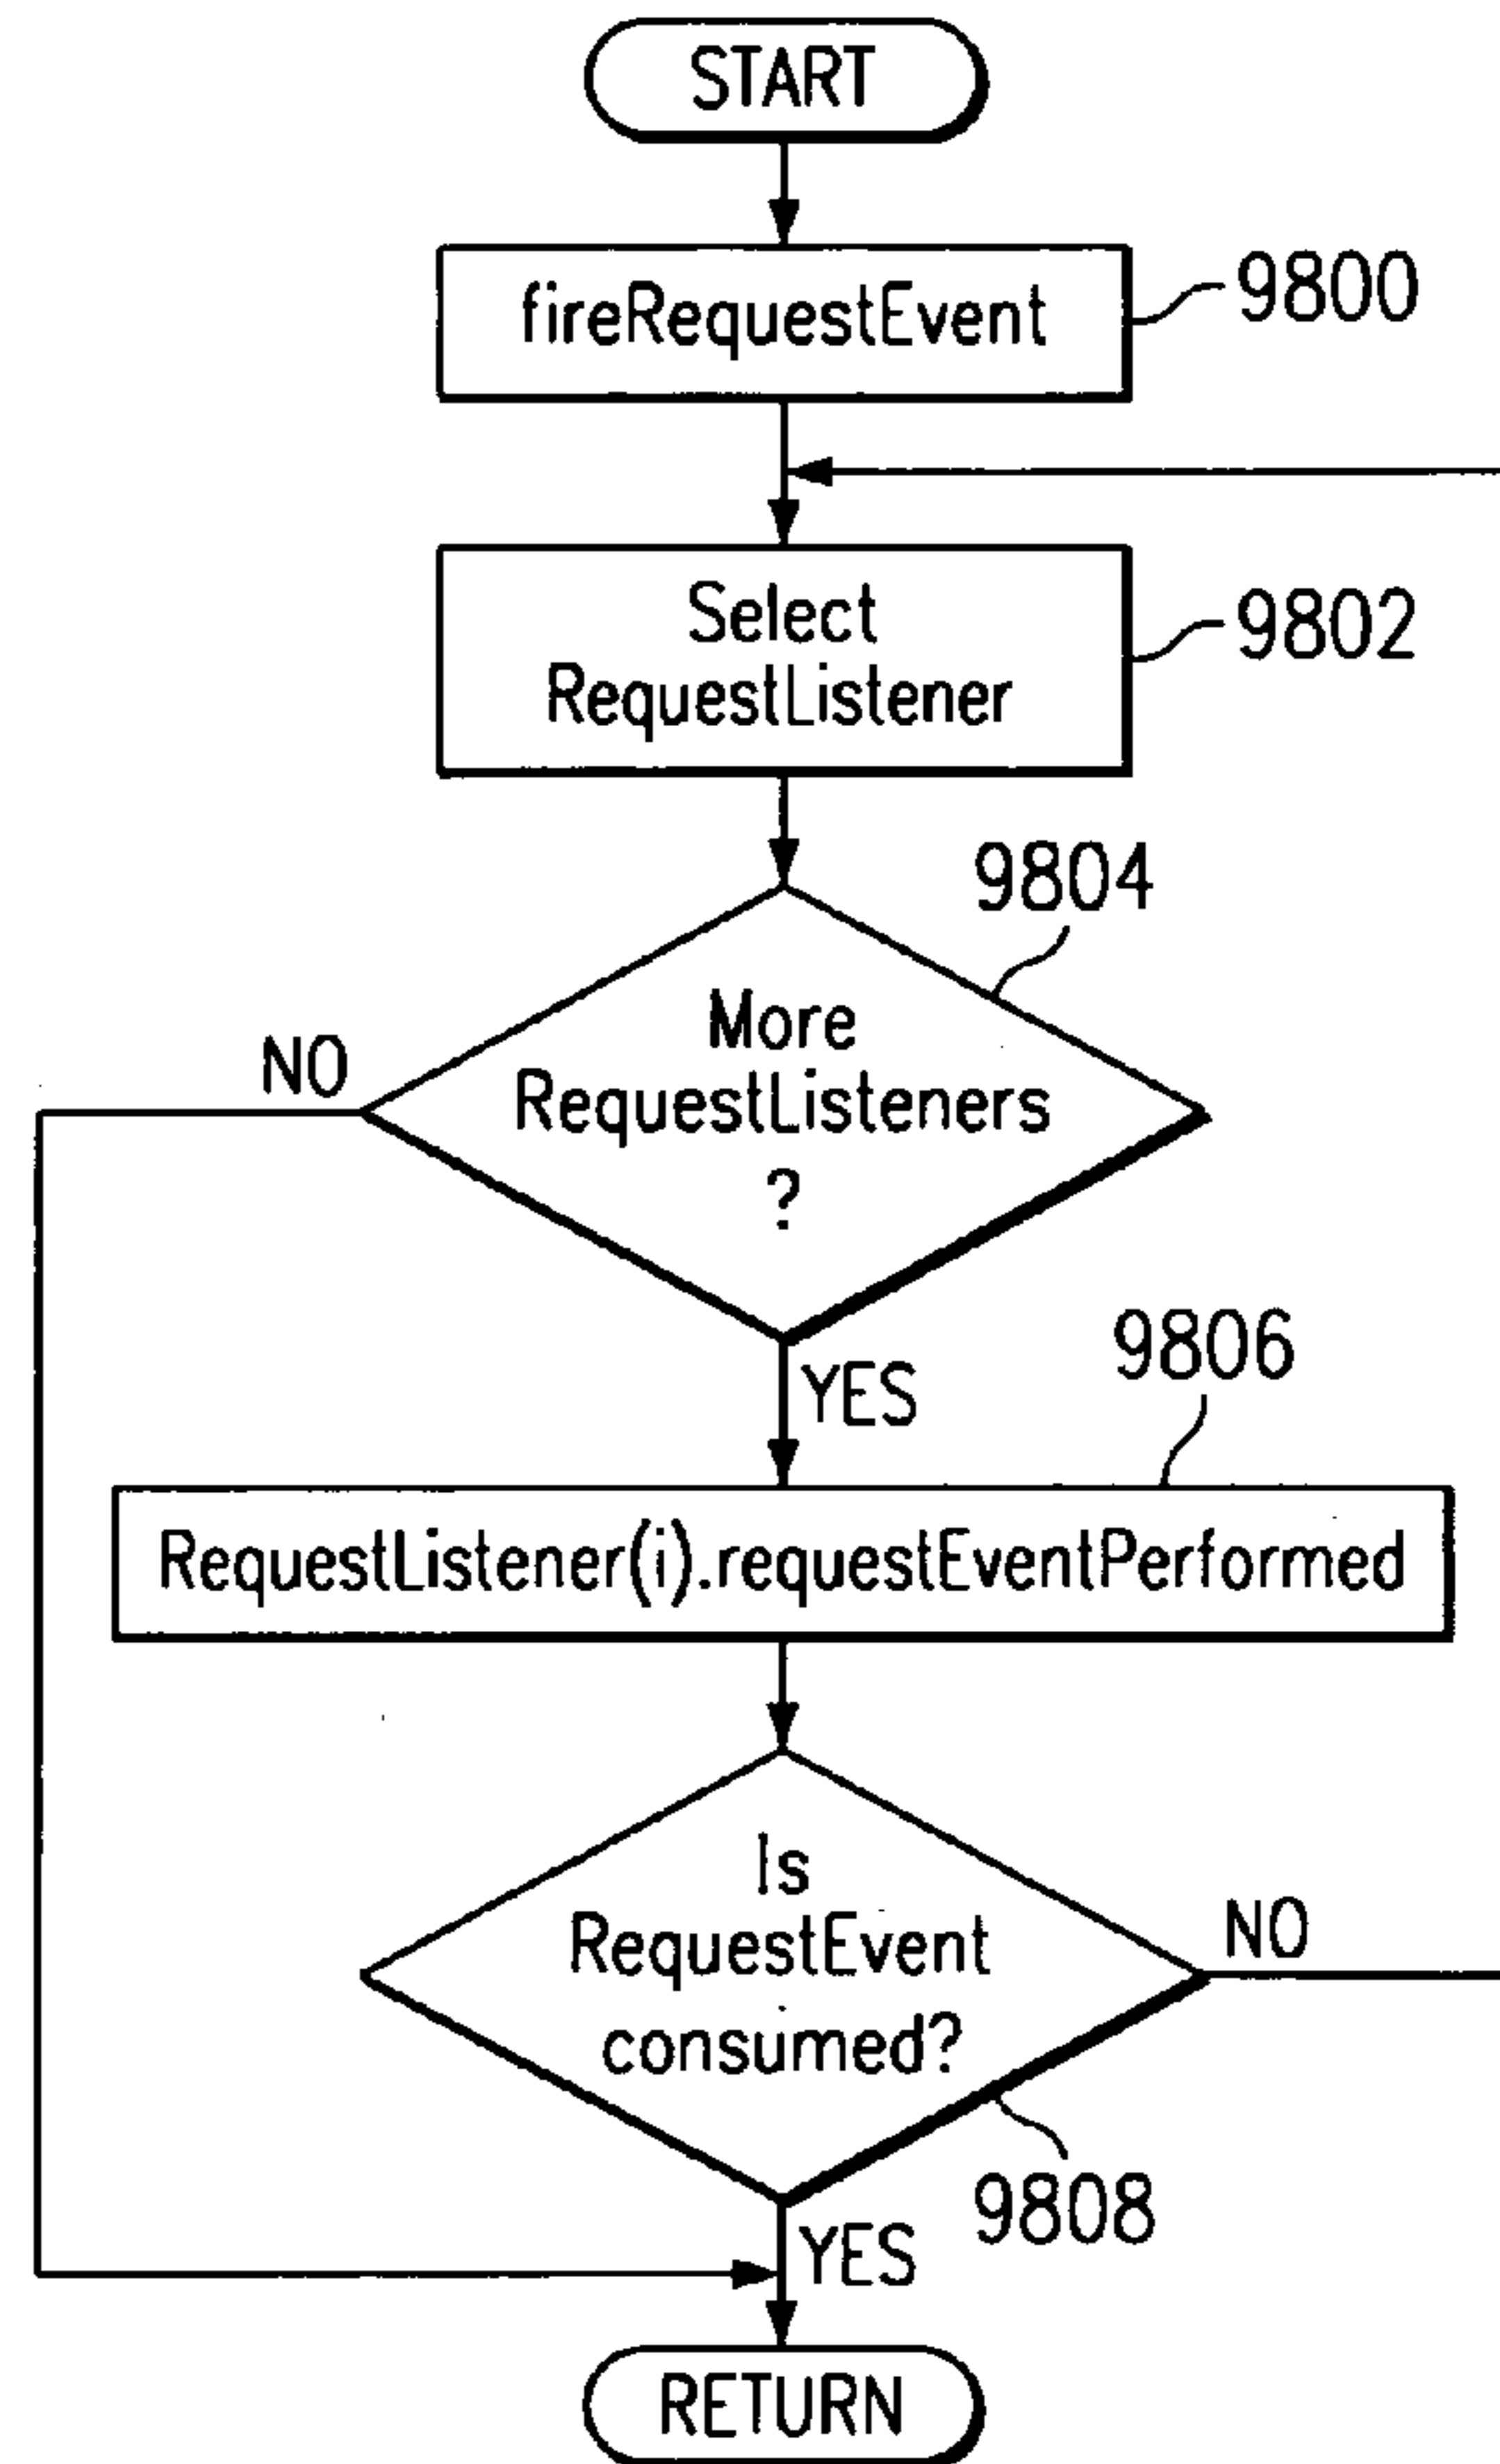 START
fireRequestEvent
9800
Select
RequestListener
9802
9804
More
RequestListeners
?
NO
YES
9806
RequestListener(i).requestEventPerformed
Is
RequestEvent
consumed?
NO
9808
YES
RETURN